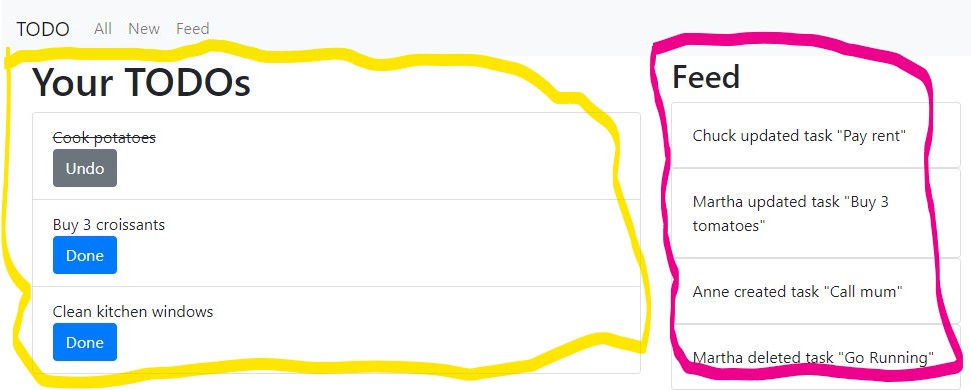 TODO All New Feed
Your TODOs
Cook potatoes
Undo
Buy 3 croissants
Done
Clean kitchen windows
Done
Feed
Chuck updated task "Pay rent"
Martha updated task "Buy 3
tomatoes"
Anne created task "Call mum"
Martha deleted task "Go Running"